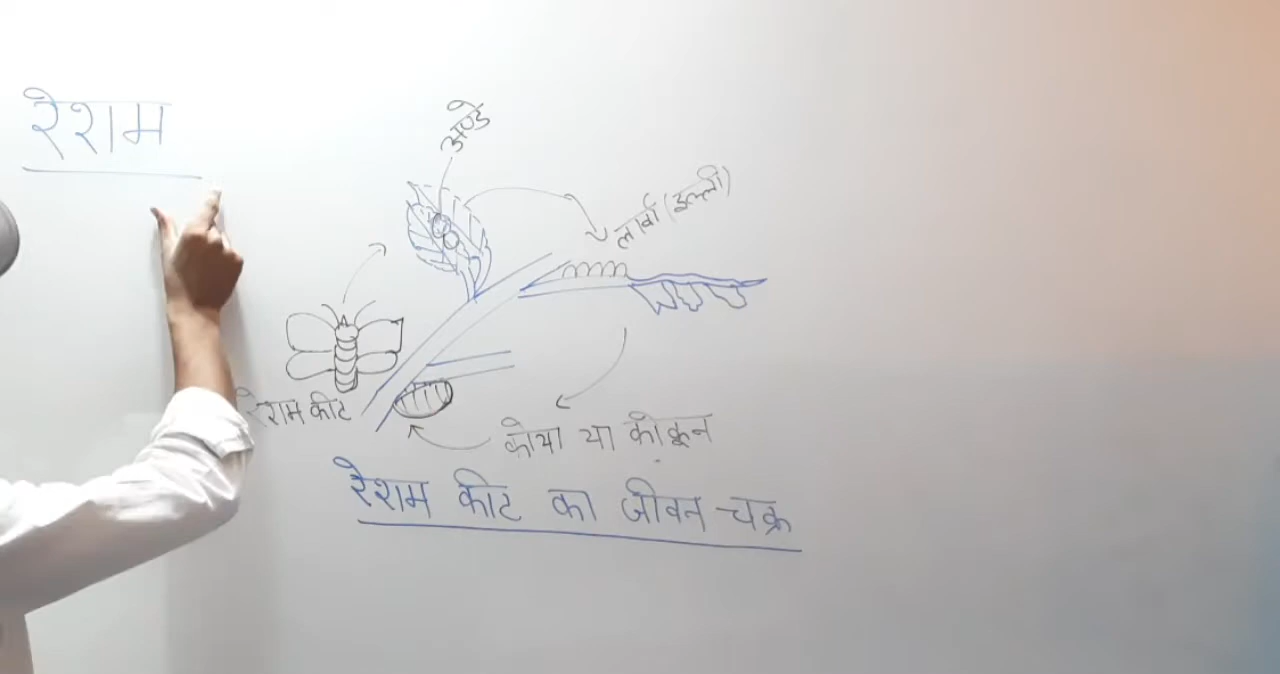 रेशम
अण्डे
लार्वा (इल्ली)
रेशम कीट
कोया या कोकून
रेशम कीट का जीवन चक्र